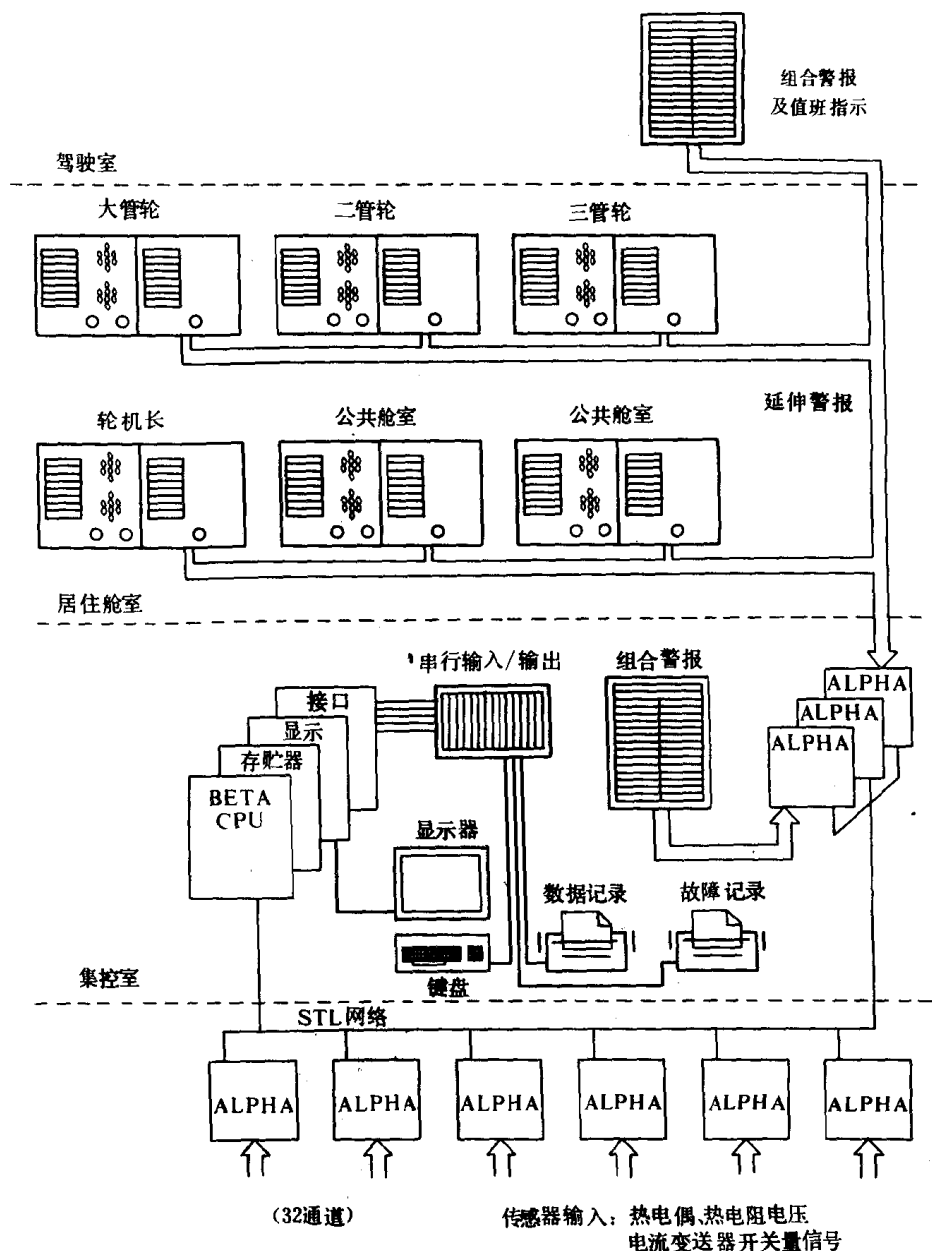 组合警报
及值班指示
驾驶室
大管轮
二管轮
三管轮
延伸警报
轮机长
公共舱室
公共舱室
居住舱室
串行输入/输出
组合警报
接口
显示
存贮器
BETA
CPU
ALPHA
ALPHA
ALPHA
显示器
数据记录
故障记录
键盘
集控室
STL网络
ALPHA
ALPHA
ALPHA
ALPHA
ALPHA
ALPHA
(32通道)
传感器输入：热电偶、热电阻电压
电流变送器开关量信号